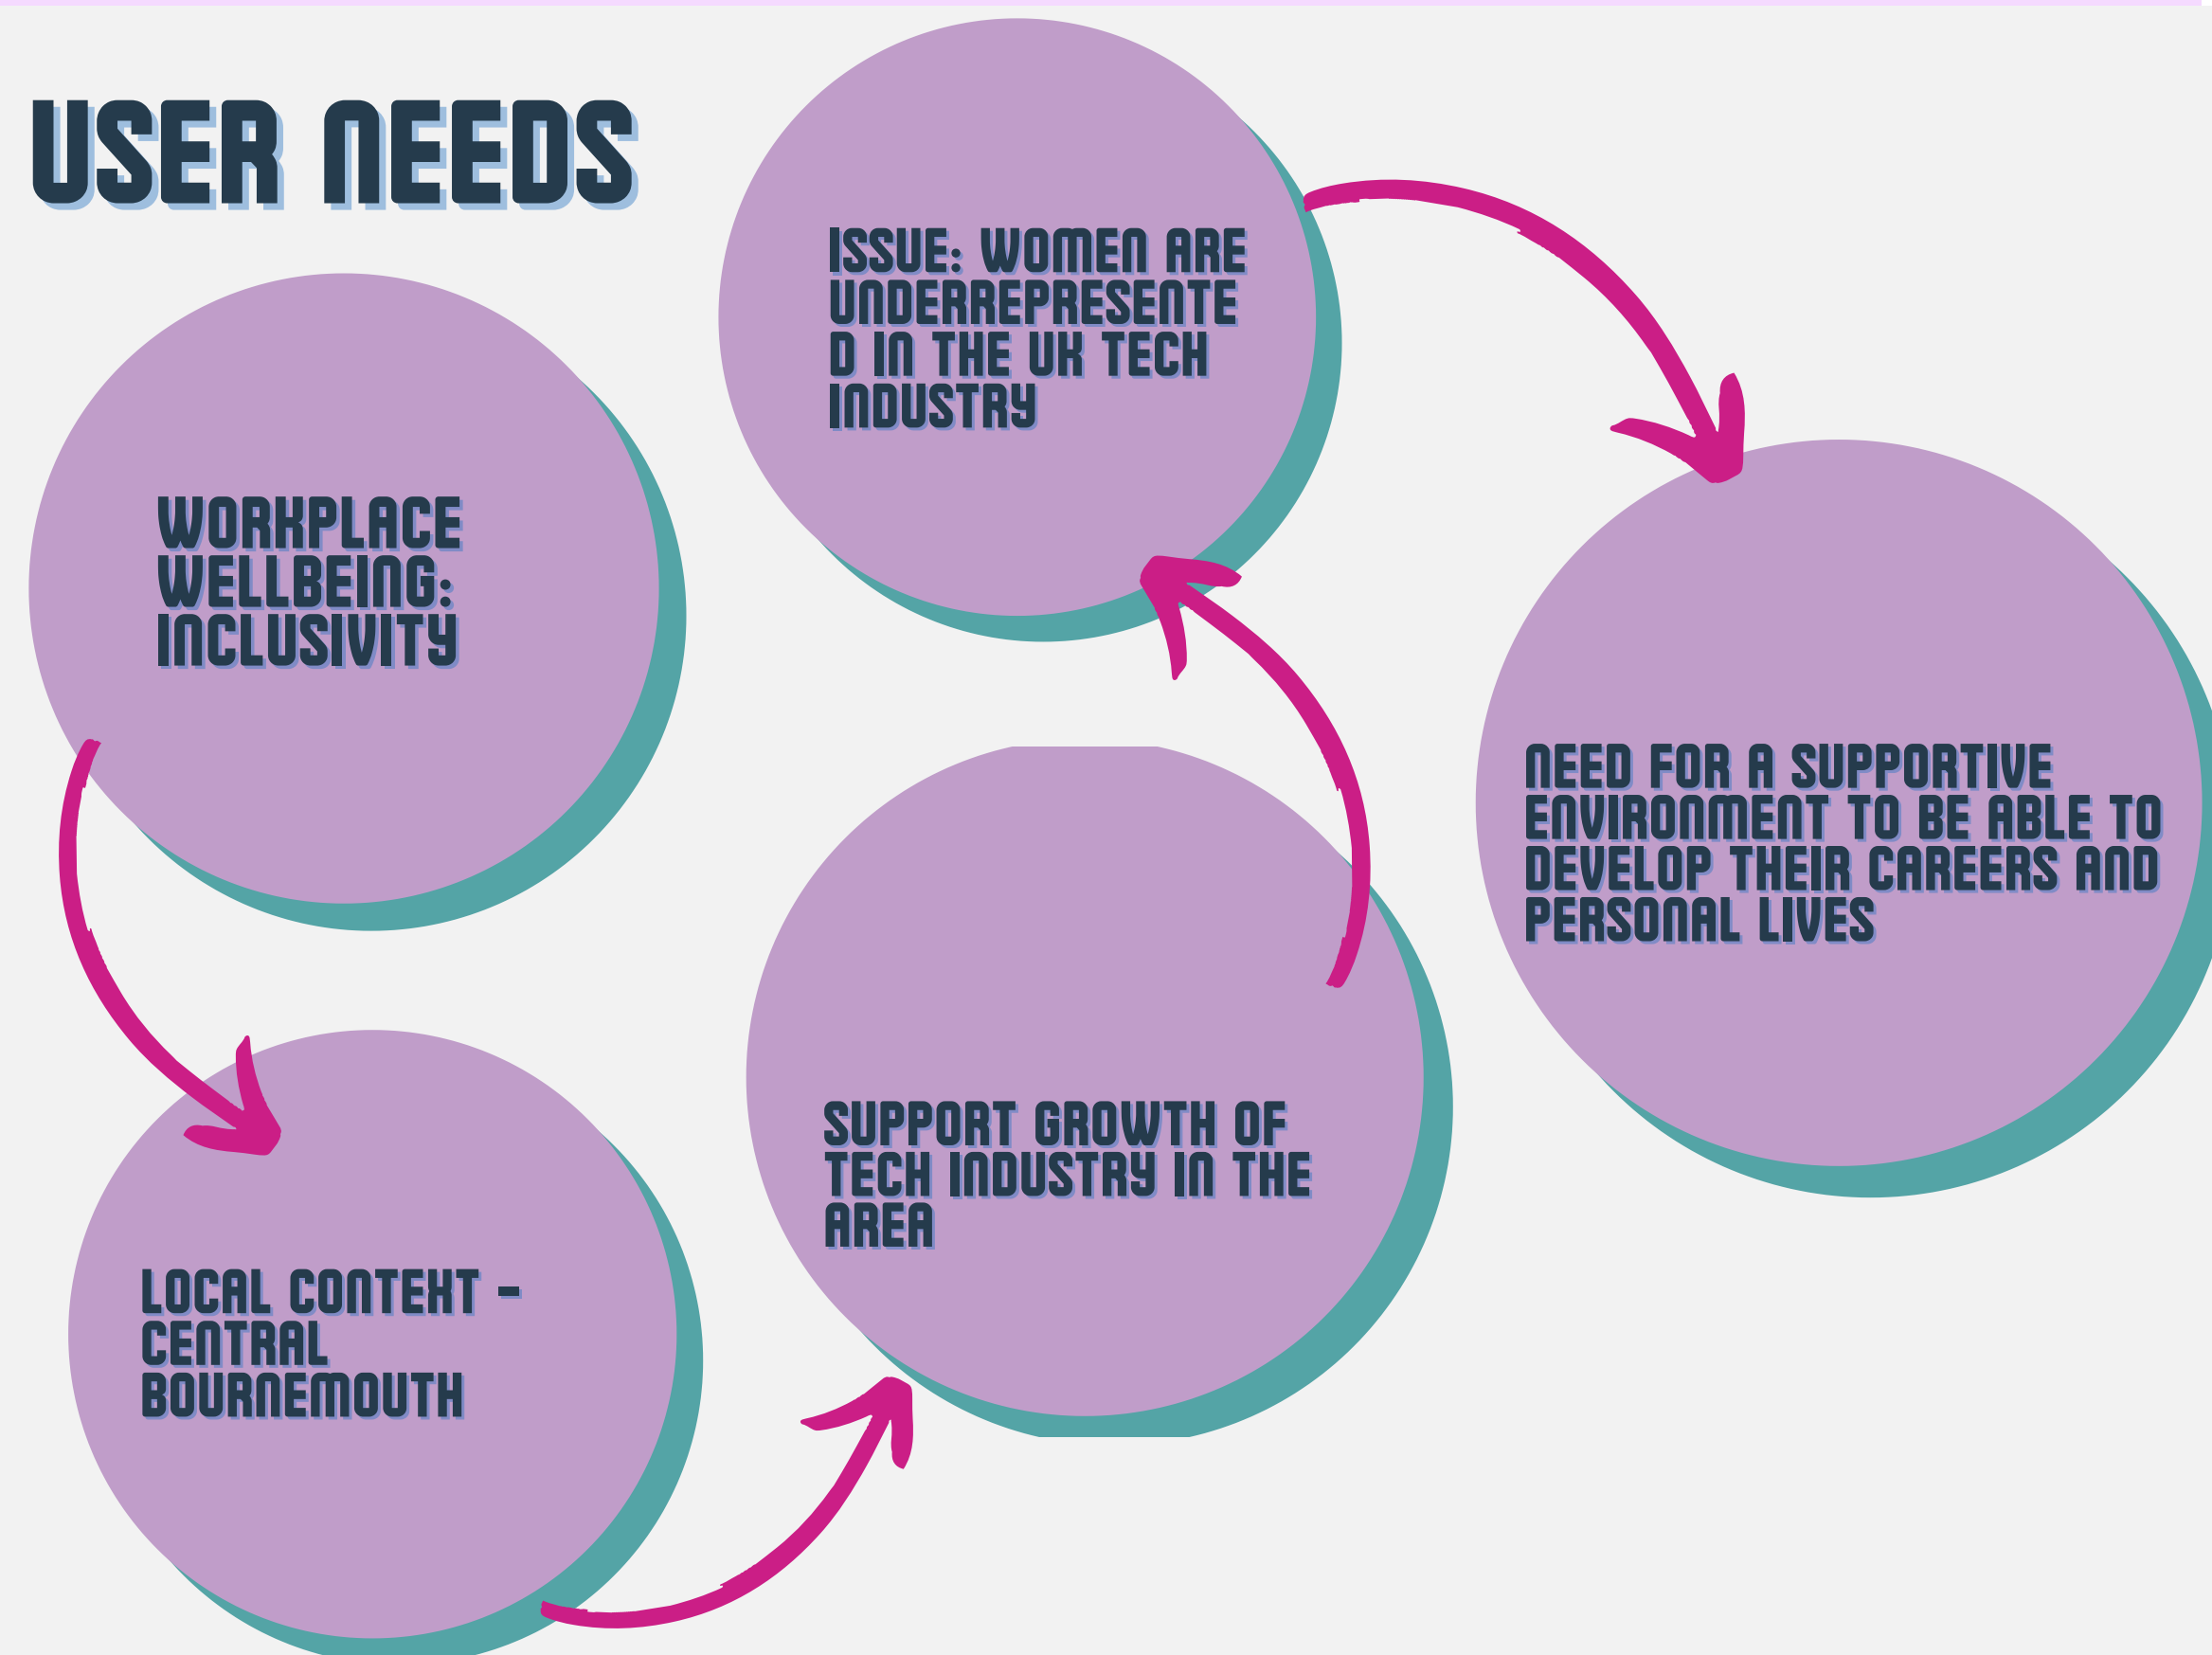 USER NEEDS
WORKPLACE
WELLBEING:
INCLUSIVITY
LOCAL CONTEXT -
CENTRAL
BOURNEMOUTH
SUPPORT GROWTH OF
TECH INDUSTRY IN THE
AREA
ISSUE: WOMEN ARE
UNDERREPRESENTE
D IN THE UK TECH
INDUSTRY
NEED FOR A SUPPORTIVE
ENVIRONMENT TO BE ABLE TO
DEVELOP THEIR CAREERS AND
PERSONAL LIVES